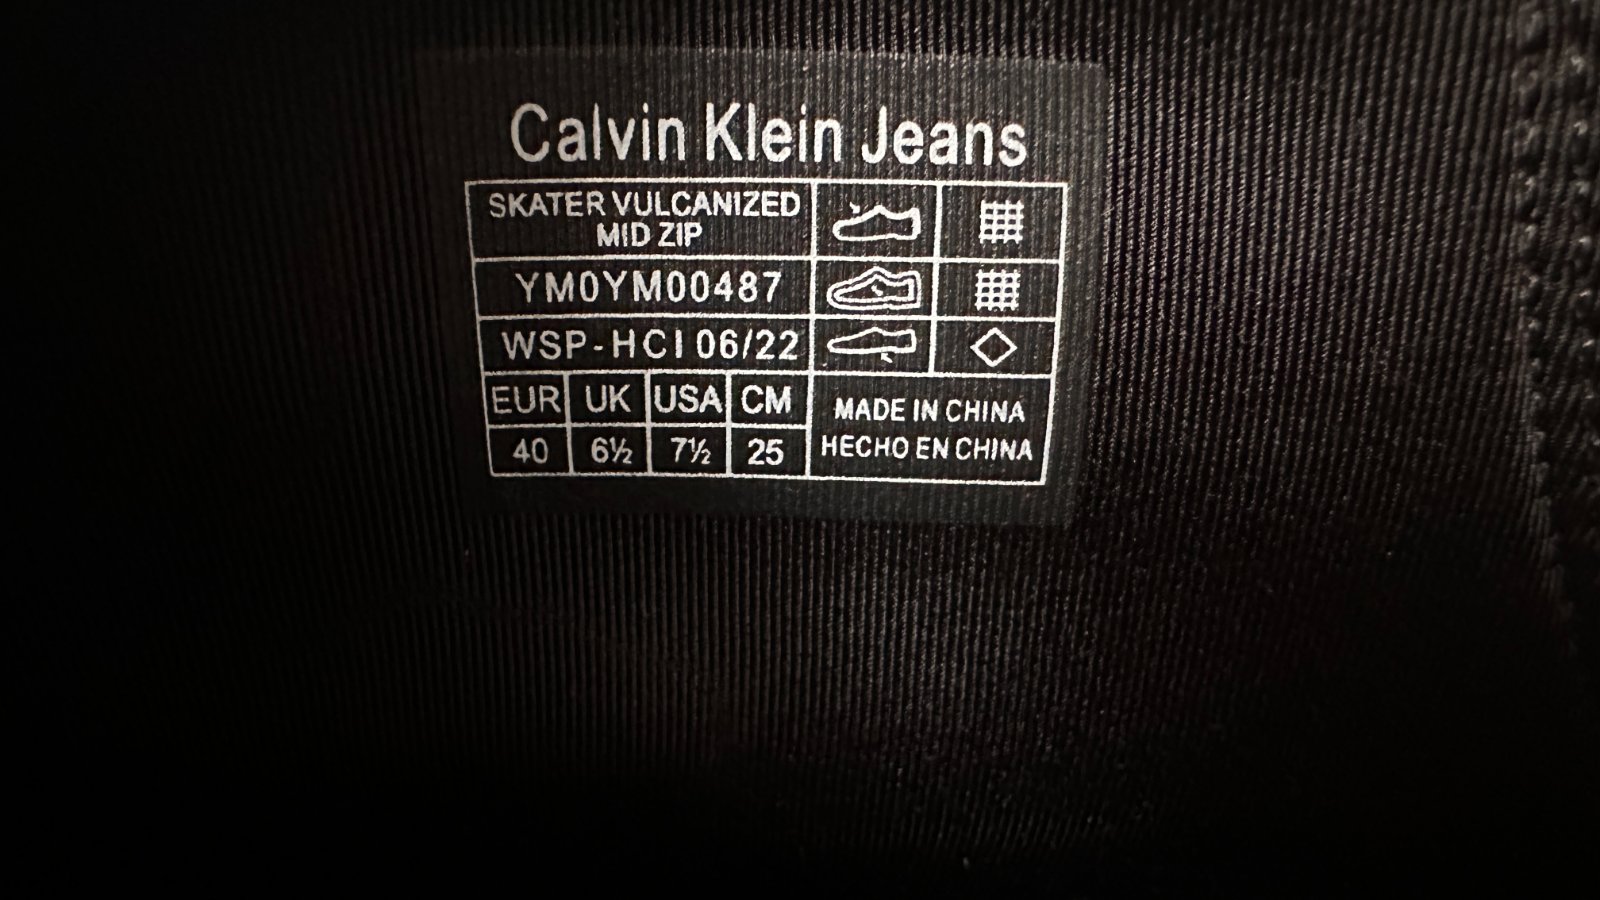 Calvin Klein Jeans
SKATER VULCANIZED
MID ZIP
YM0YM00487
WSP-HCI 06/22
EUR UK USA CM
40 6½ 7½ 25
MADE IN CHINA
HECHO EN CHINA